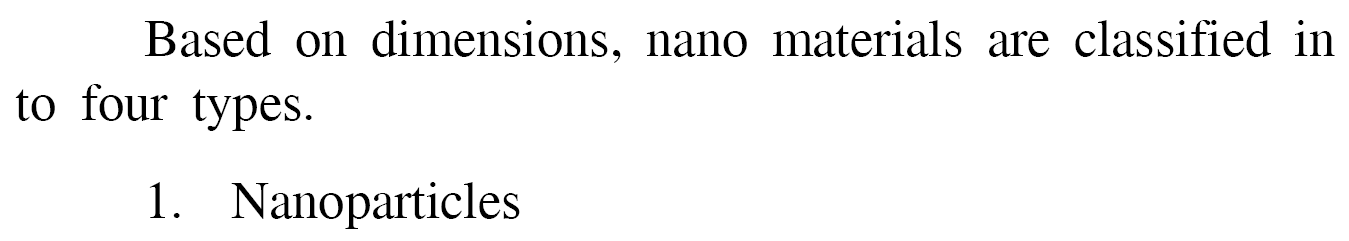 Based on dimensions, nano materials are classified in
to four types.
1. Nanoparticles